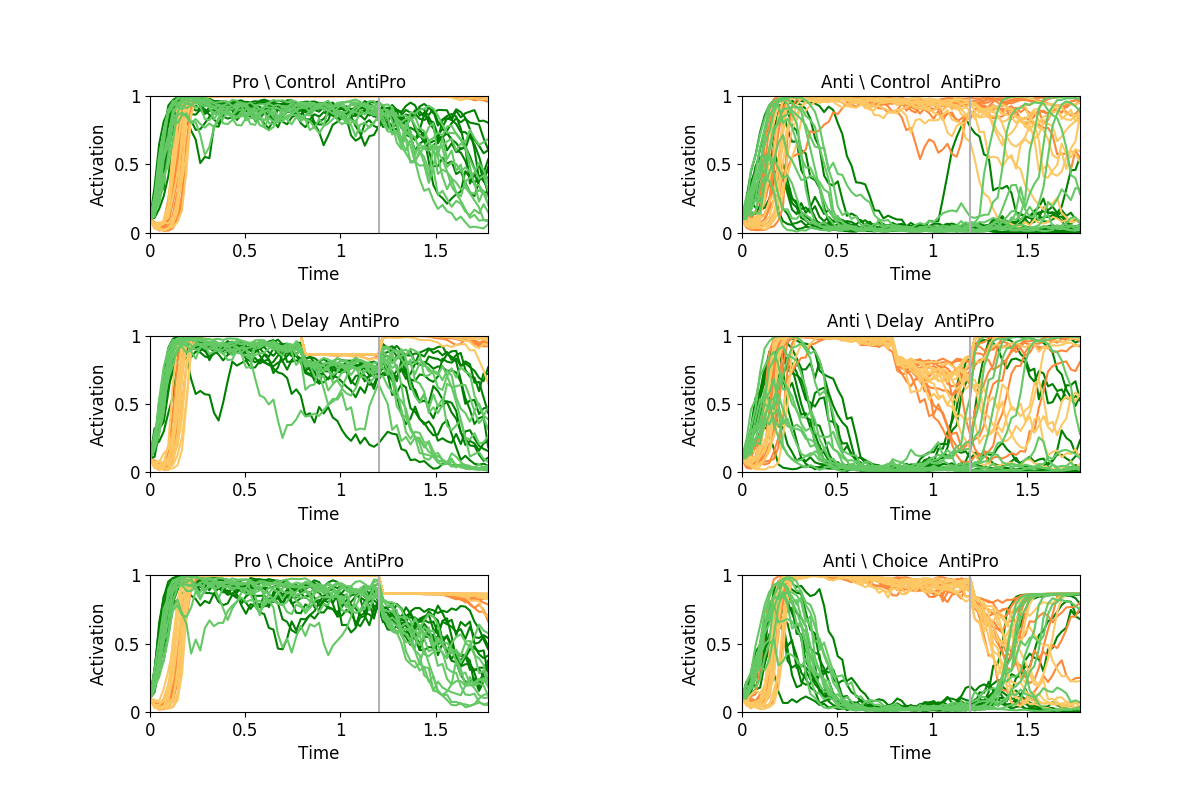 Pro \ Control  AntiPro
1
0.5
0
Activation
0
0.5
1
1.5
Time
Anti \ Control  AntiPro
1
0.5
0
Activation
0
0.5
1
1.5
Time
Pro \ Delay  AntiPro
1
0.5
0
Activation
0
0.5
1
1.5
Time
Anti \ Delay  AntiPro
1
0.5
0
Activation
0
0.5
1
1.5
Time
Pro \ Choice  AntiPro
1
0.5
0
Activation
0
0.5
1
1.5
Time
Anti \ Choice  AntiPro
1
0.5
0
Activation
0
0.5
1
1.5
Time